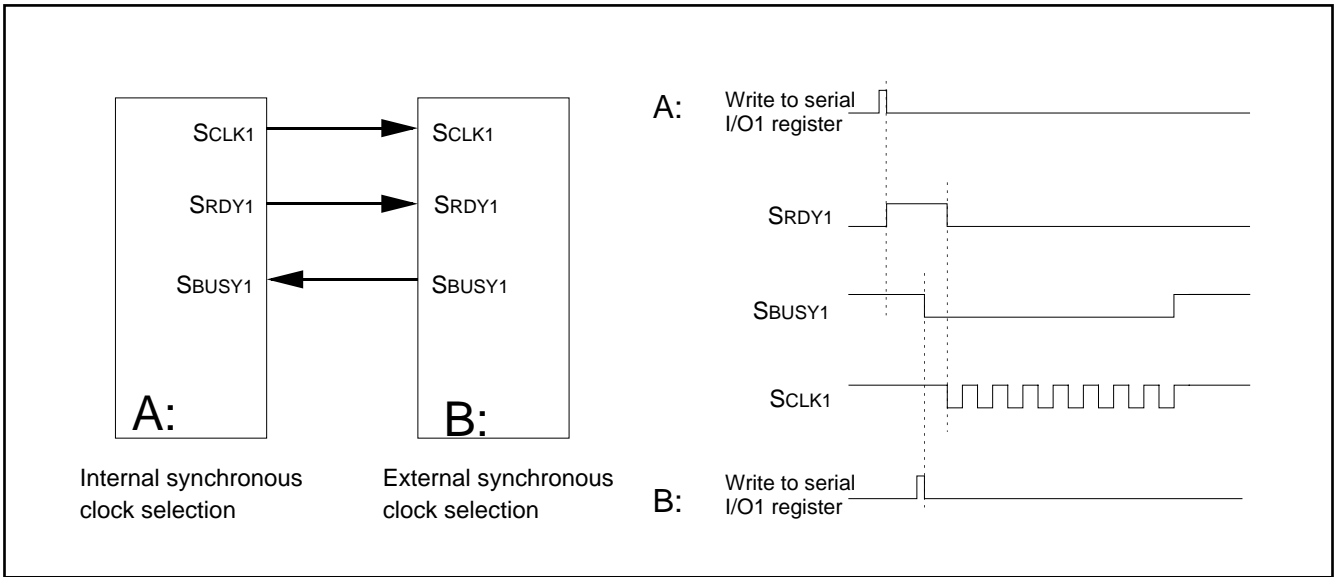 SCLK1
SRDY1
SBUSY1
A:
Internal synchronous
clock selection
SCLK1
SRDY1
SBUSY1
B:
External synchronous
clock selection
A:
Write to serial
I/O1 register
SRDY1
SBUSY1
SCLK1
B:
Write to serial
I/O1 register